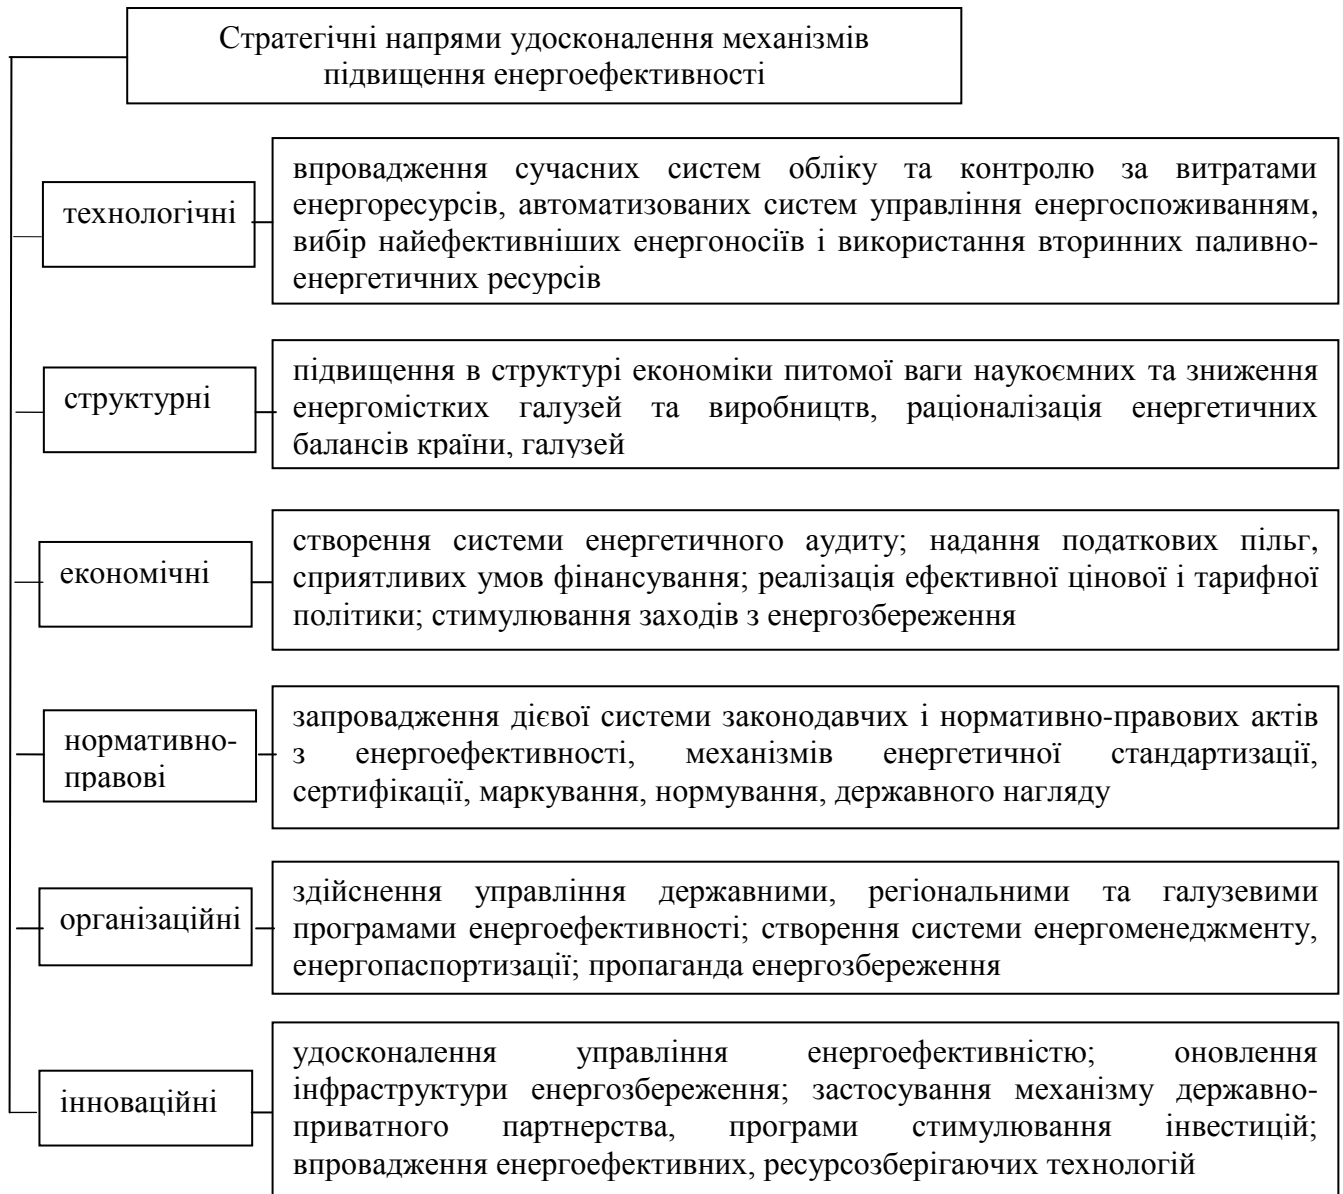 Стратегічні напрями удосконалення механізмів
підвищення енергоефективності
технологічні
впровадження сучасних систем обліку та контролю за витратами
енергоресурсів, автоматизованих систем управління енергоспоживанням,
вибір найефективніших енергоносіїв і використання вторинних паливно-
енергетичних ресурсів
структурні
підвищення в структурі економіки питомої ваги наукоємних та зниження
енергомістких галузей та виробництв, раціоналізація енергетичних
балансів країни, галузей
економічні
створення системи енергетичного аудиту; надання податкових пільг,
сприятливих умов фінансування; реалізація ефективної цінової і тарифної
політики; стимулювання заходів з енергозбереження
нормативно-
правові
запровадження дієвої системи законодавчих і нормативно-правових актів
з енергоефективності, механізмів енергетичної стандартизації,
сертифікації, маркування, нормування, державного нагляду
організаційні
здійснення управління державними, регіональними та галузевими
програмами енергоефективності; створення системи енергоменеджменту,
енергопаспортизації; пропаганда енергозбереження
інноваційні
удосконалення управління енергоефективністю; оновлення
інфраструктури енергозбереження; застосування механізму державно-
приватного партнерства, програми стимулювання інвестицій;
впровадження енергоефективних, ресурсозберігаючих технологій